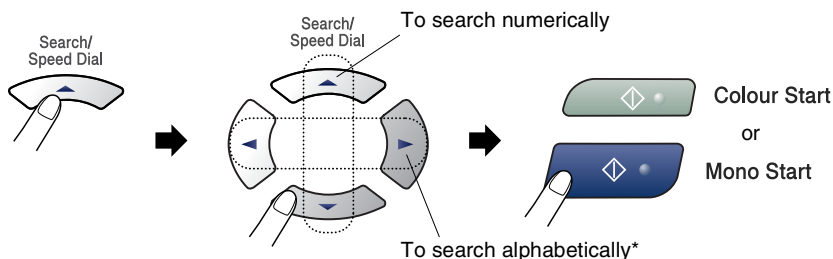 Search/
Speed Dial
Search/
Speed Dial
To search numerically
To search alphabetically*
Colour Start
or
Mono Start